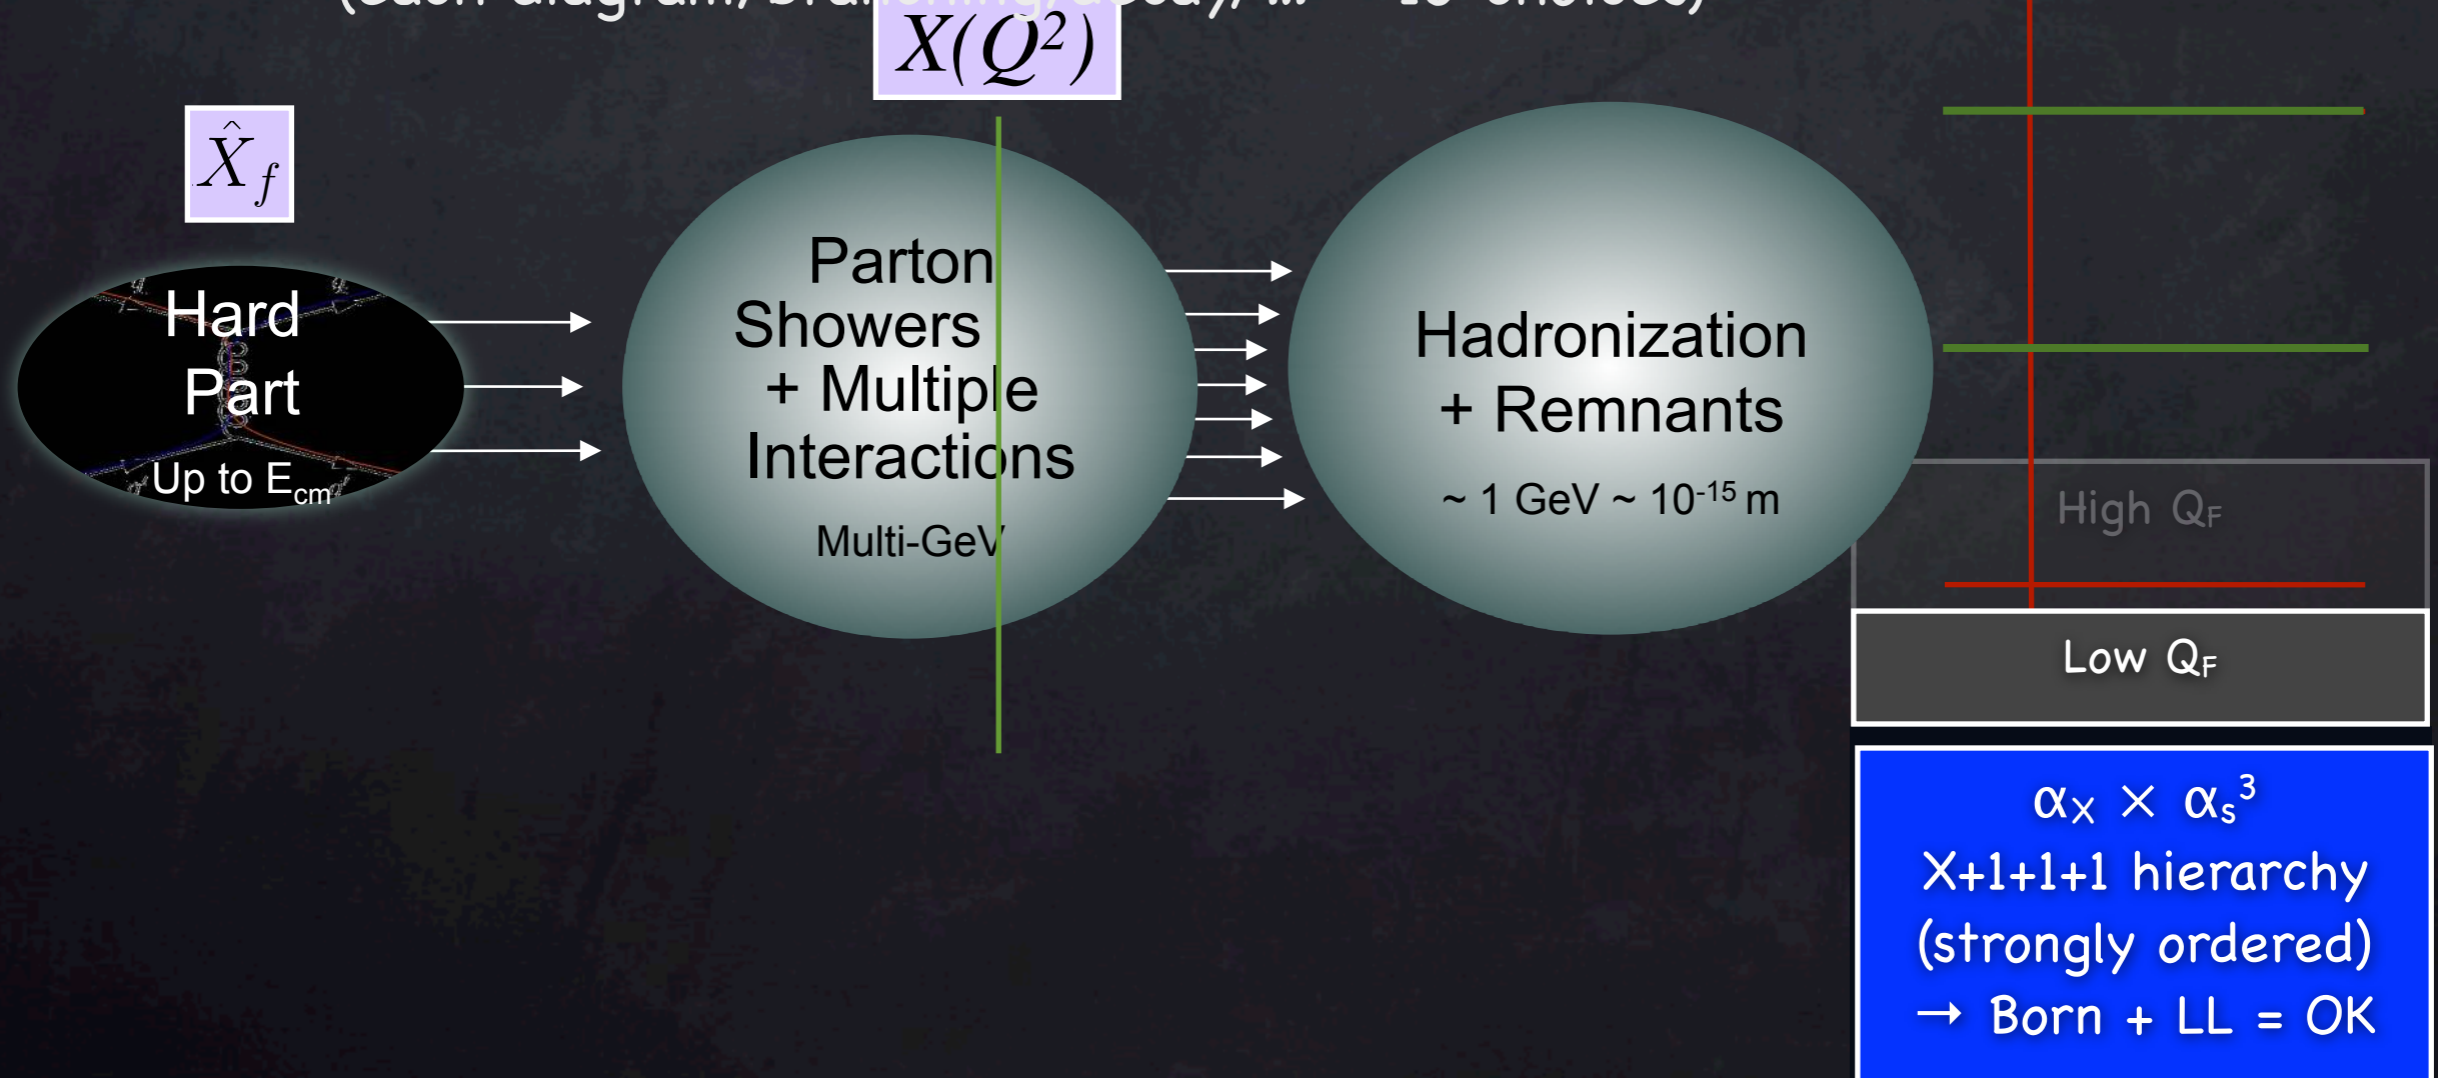 X(Q²)
X̂f
Hard
Part
Up to Ecm
Parton
Showers
+ Multiple
Interactions
Multi-GeV
Hadronization
+ Remnants
~ 1 GeV ~ 10⁻¹⁵ m
High QF
Low QF
αX × αs³
X+1+1+1 hierarchy
(strongly ordered)
→ Born + LL = OK